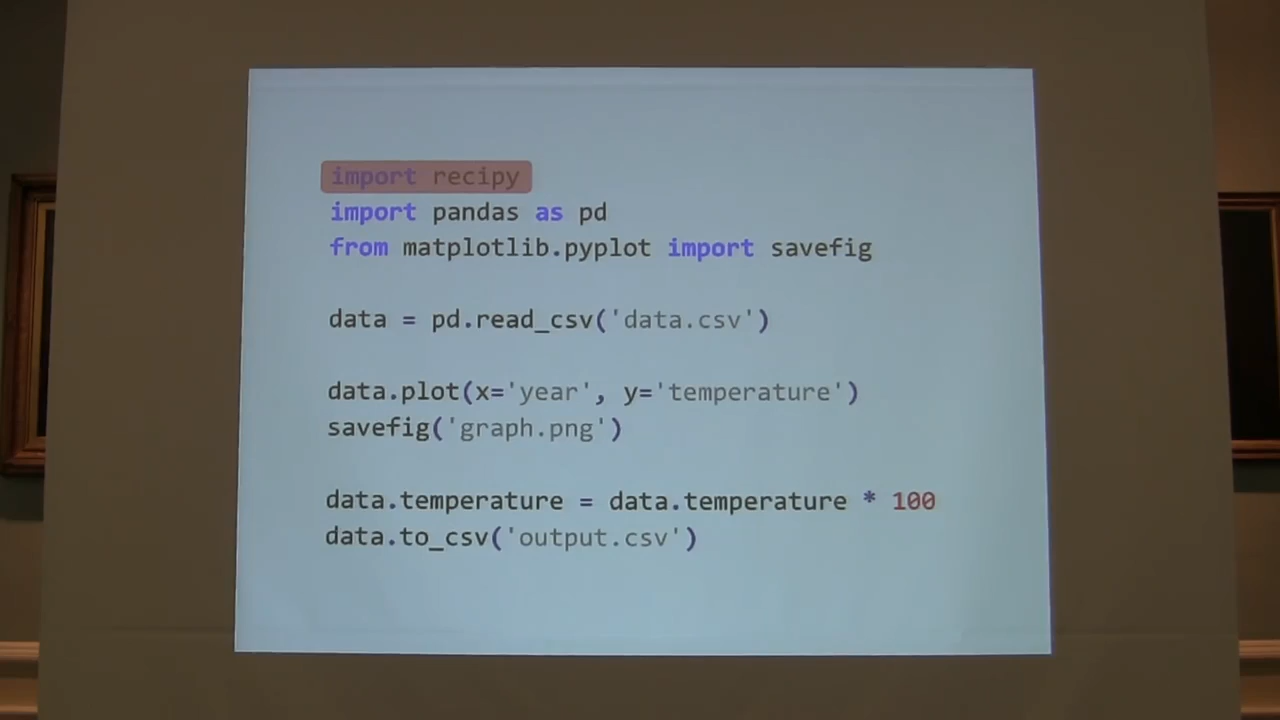 import recipy
import pandas as pd
from matplotlib.pyplot import savefig
data = pd.read_csv('data.csv')
data.plot(x='year', y='temperature')
savefig('graph.png')
data.temperature = data.temperature * 100
data.to_csv('output.csv')